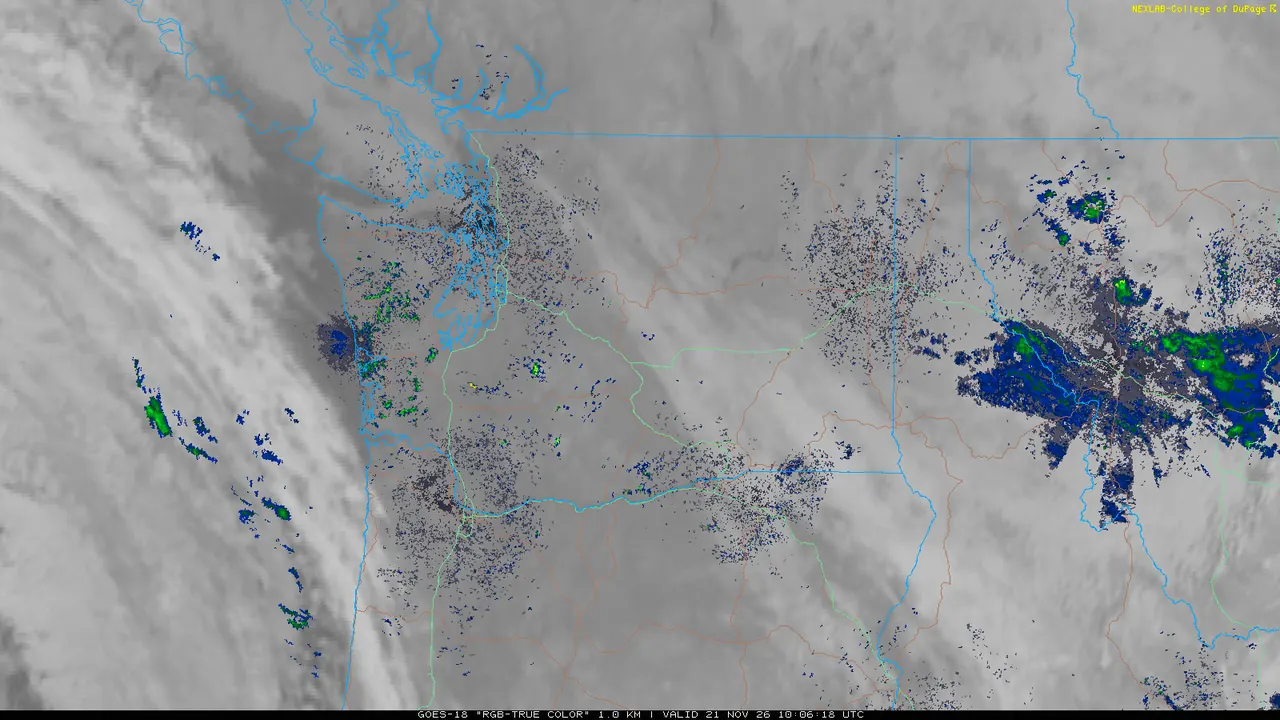 NEXLAB-College of DuPage
GOES-18 "RGB-TRUE COLOR" 1.0 KM | VALID 21 NOV 26 10:06:18 UTC